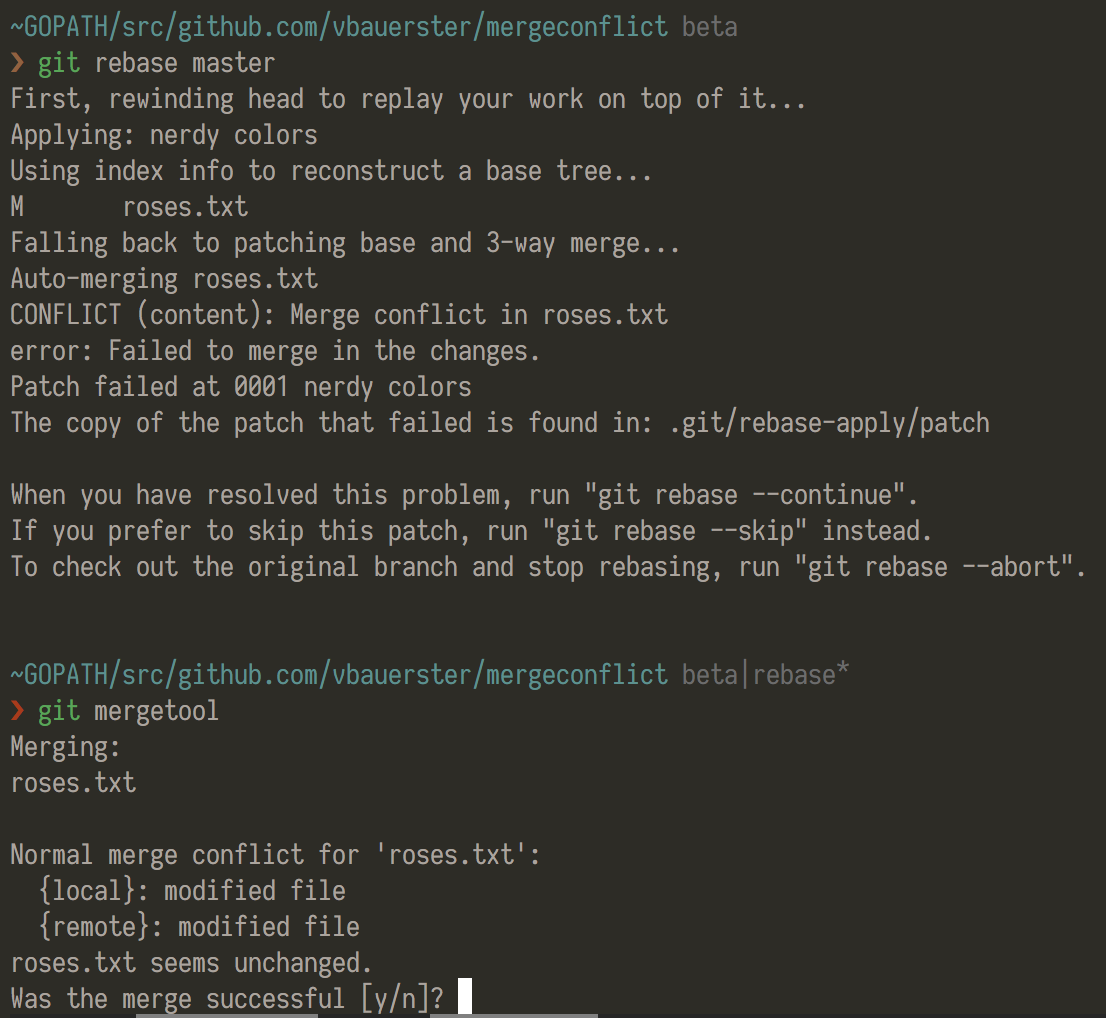 ~GOPATH/src/github.com/vbauerster/mergeconflict beta
❯ git rebase master
First, rewinding head to replay your work on top of it...
Applying: nerdy colors
Using index info to reconstruct a base tree...
M       roses.txt
Falling back to patching base and 3-way merge...
Auto-merging roses.txt
CONFLICT (content): Merge conflict in roses.txt
error: Failed to merge in the changes.
Patch failed at 0001 nerdy colors
The copy of the patch that failed is found in: .git/rebase-apply/patch

When you have resolved this problem, run "git rebase --continue".
If you prefer to skip this patch, run "git rebase --skip" instead.
To check out the original branch and stop rebasing, run "git rebase --abort".

~GOPATH/src/github.com/vbauerster/mergeconflict beta|rebase*
❯ git mergetool
Merging:
roses.txt

Normal merge conflict for 'roses.txt':
  {local}: modified file
  {remote}: modified file
roses.txt seems unchanged.
Was the merge successful [y/n]?